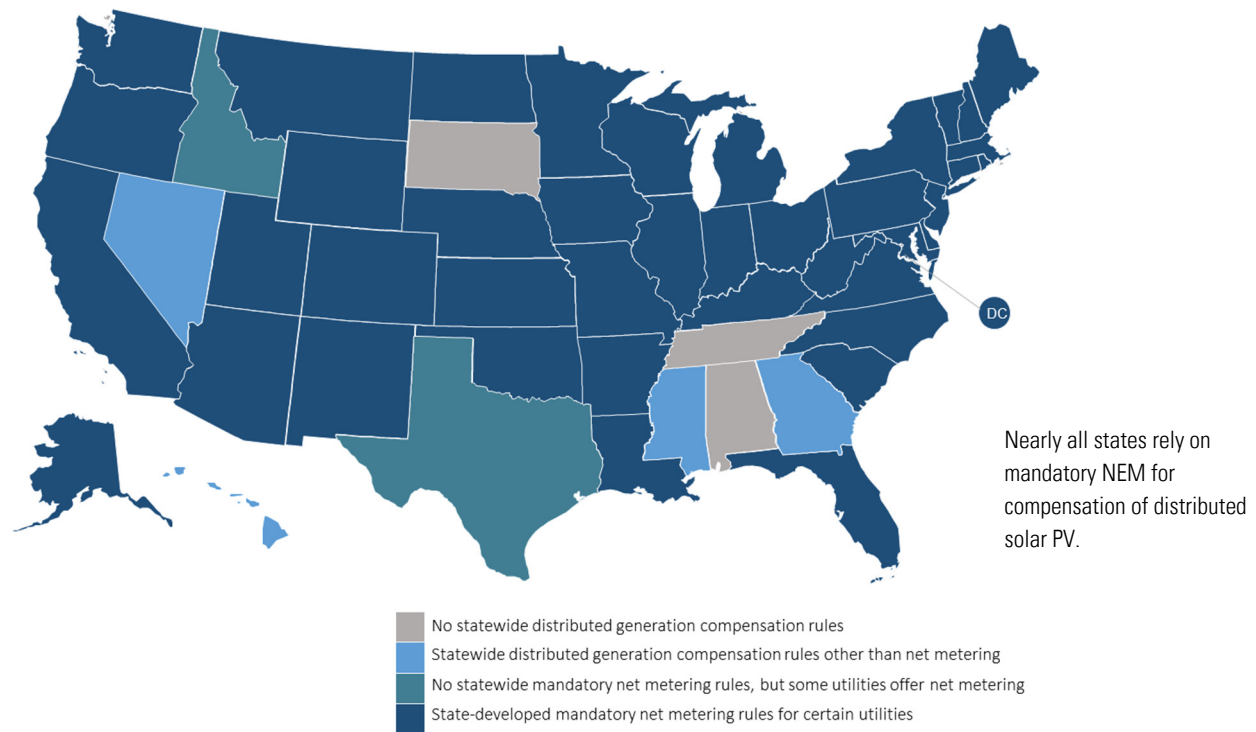 DC
Nearly all states rely on
mandatory NEM for
compensation of distributed
solar PV.
No statewide distributed generation compensation rules
Statewide distributed generation compensation rules other than net metering
No statewide mandatory net metering rules, but some utilities offer net metering
State-developed mandatory net metering rules for certain utilities